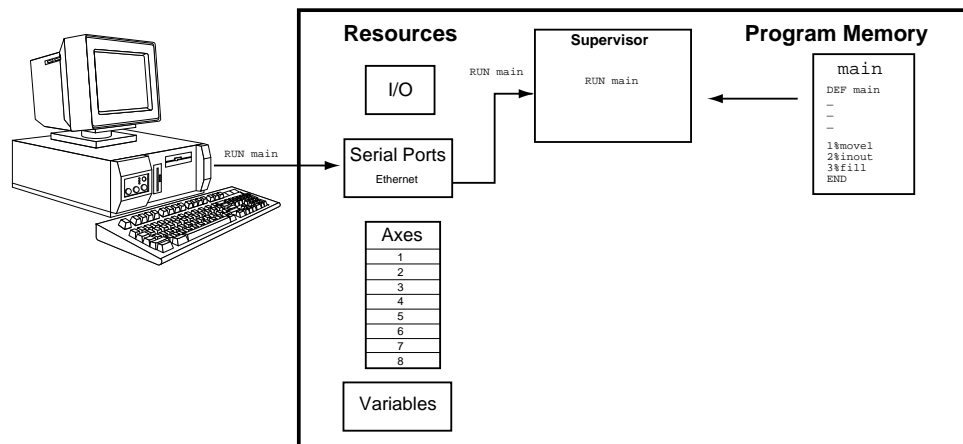 Resources
Supervisor
Program Memory
RUN main
I/O
RUN main
RUN main
Serial Ports
Ethernet
Axes
1
2
3
4
5
6
7
8
Variables
main
DEF main
–
–
–
1%move1
2%inout
3%fill
END